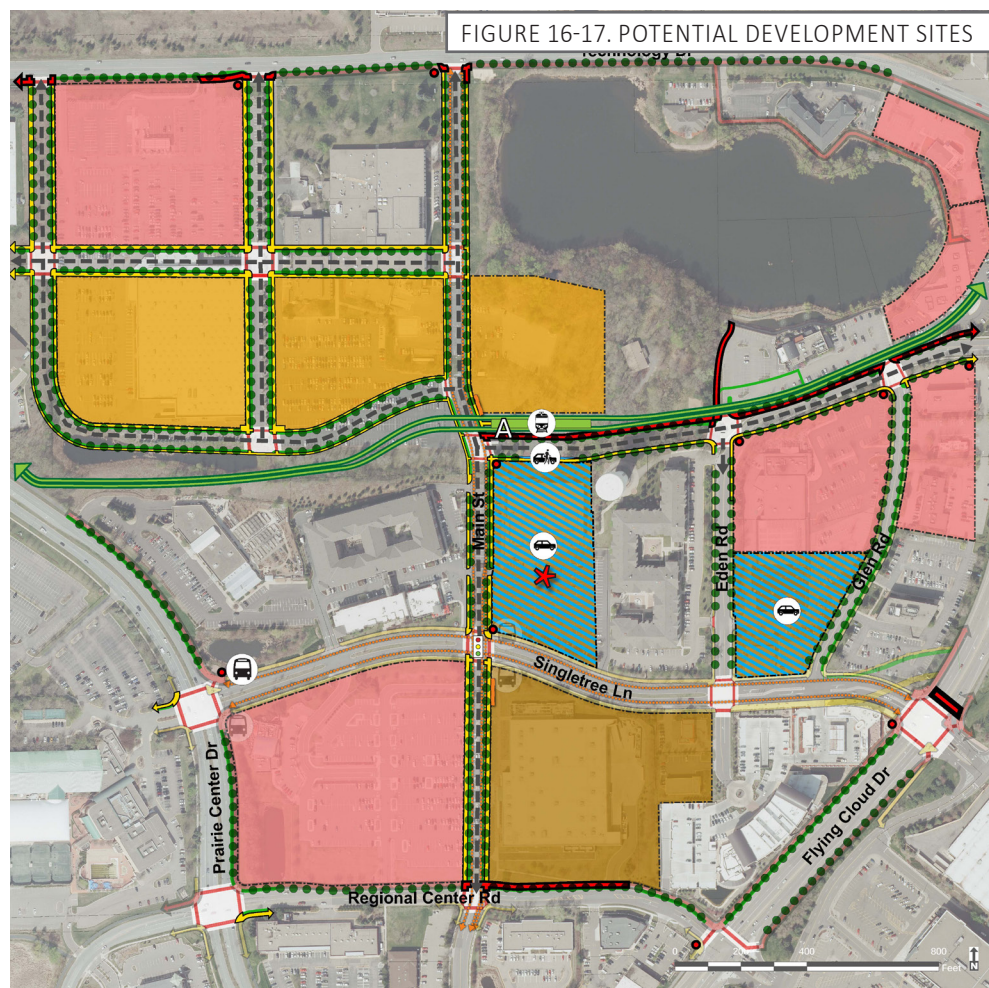 FIGURE 16-17. POTENTIAL DEVELOPMENT SITES
Technology Dr
A
Main St
Eden Rd
Glen Rd
Singletree Ln
Prairie Center Dr
Flying Cloud Dr
Regional Center Rd
0 200 400 800
Feet
N